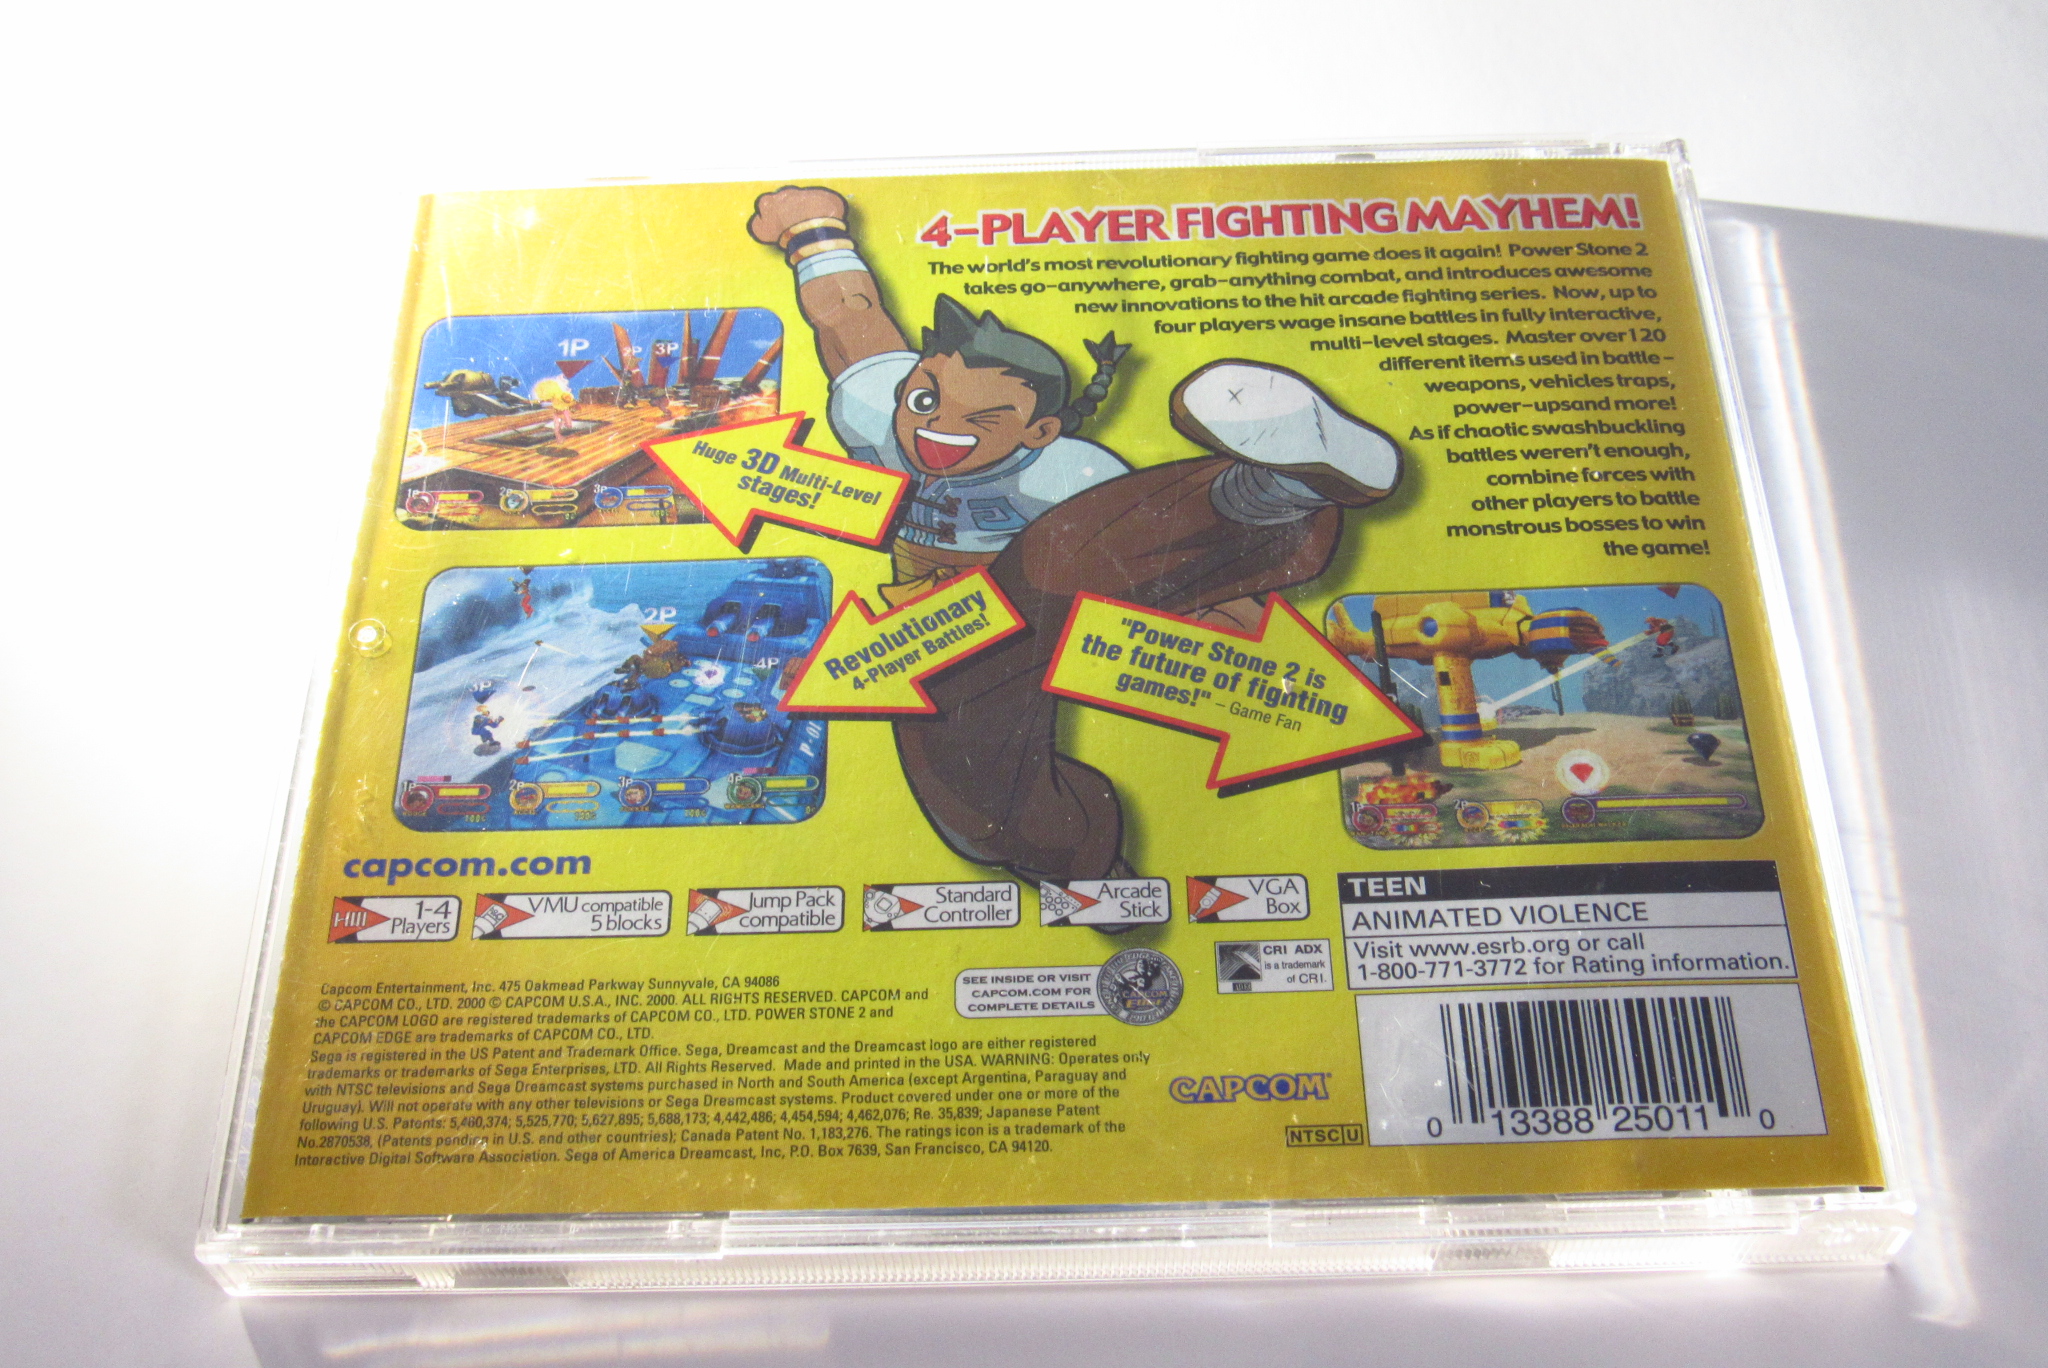 4-PLAYER FIGHTING MAYHEM!
The world's most revolutionary fighting game does it again! Power Stone 2
takes go-anywhere, grab-anything combat, and introduces awesome
new innovations to the hit arcade fighting series. Now, up to
four players wage insane battles in fully interactive,
multi-level stages. Master over 120
different items used in battle -
weapons, vehicles traps,
power-upsand more!
As if chaotic swashbuckling
battles weren't enough,
combine forces with
other players to battle
monstrous bosses to win
the game!
1P
2P
3P
Huge 3D Multi-Level
stages!
1P
2P
3P
2P
4P
3P
Revolutionary
4-Player Battles!
P-01
1P
2P
3P
4P
"Power Stone 2 is
the future of fighting
games!" - Game Fan
1P
2P
capcom.com
1-4
Players
VMU compatible
5 blocks
Jump Pack
compatible
Standard
Controller
Arcade
Stick
VGA
Box
TEEN
ANIMATED VIOLENCE
Visit www.esrb.org or call
1-800-771-3772 for Rating information.
SEE INSIDE OR VISIT
CAPCOM.COM FOR
COMPLETE DETAILS
CAPCOM
EDGE
CRI ADX
is a trademark
of CRI.
ADX
Capcom Entertainment, Inc. 475 Oakmead Parkway Sunnyvale, CA 94086
© CAPCOM CO., LTD. 2000 © CAPCOM U.S.A., INC. 2000. ALL RIGHTS RESERVED. CAPCOM and
the CAPCOM LOGO are registered trademarks of CAPCOM CO., LTD. POWER STONE 2 and
CAPCOM EDGE are trademarks of CAPCOM CO., LTD.
Sega is registered in the US Patent and Trademark Office. Sega, Dreamcast and the Dreamcast logo are either registered
trademarks or trademarks of Sega Enterprises, LTD. All Rights Reserved. Made and printed in the USA. WARNING: Operates only
with NTSC televisions and Sega Dreamcast systems purchased in North and South America (except Argentina, Paraguay and
Uruguay). Will not operate with any other televisions or Sega Dreamcast systems. Product covered under one or more of the
following U.S. Patents: 5,460,374; 5,525,770; 5,627,895; 5,688,173; 4,442,486; 4,454,594; 4,462,076; Re. 35,839; Japanese Patent
No.2870538, (Patents pending in U.S. and other countries); Canada Patent No. 1,183,276. The ratings icon is a trademark of the
Interactive Digital Software Association. Sega of America Dreamcast, Inc, P.O. Box 7639, San Francisco, CA 94120.
CAPCOM
NTSC U
0 13388 25011 0